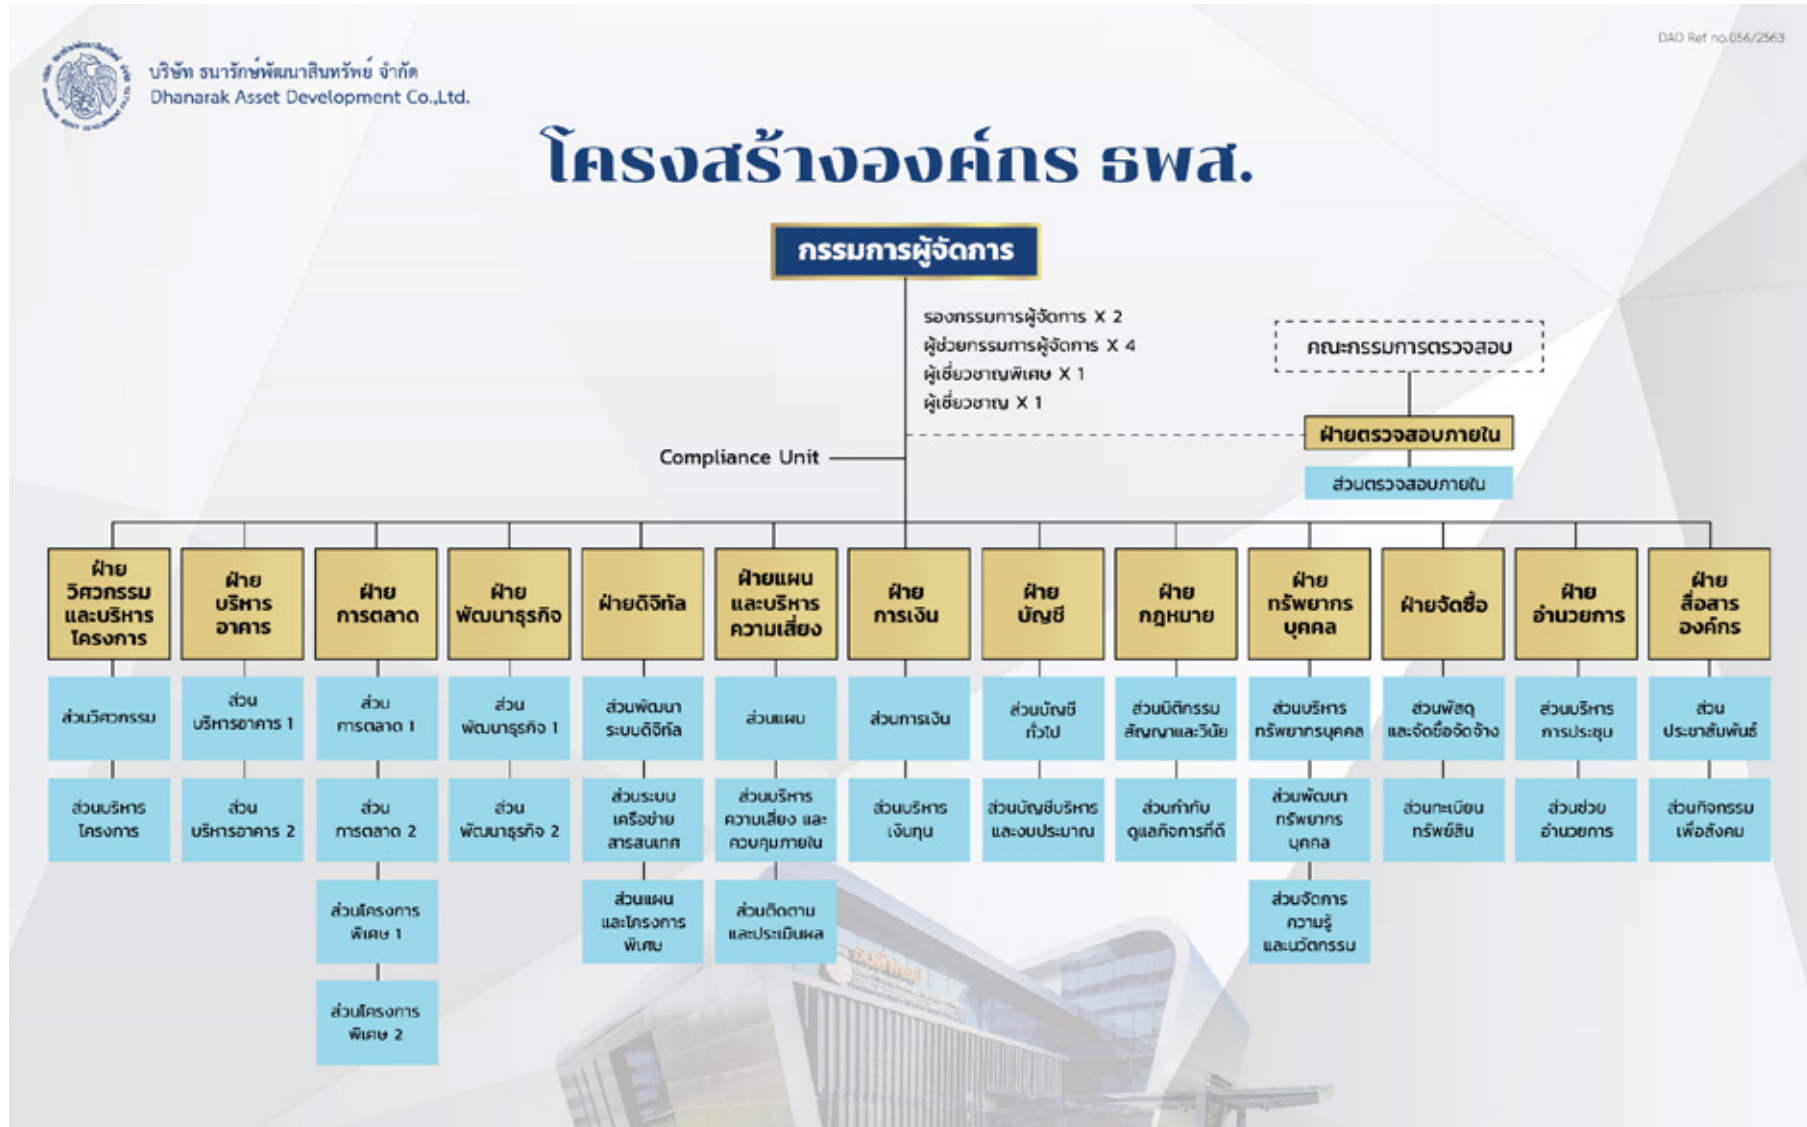 DAD Ref no.056/2563
บริษัท ธนารักษ์พัฒนาสินทรัพย์ จำกัด
Dhanarak Asset Development Co.,Ltd.
โครงสร้างองค์กร ธพส.
กรรมการผู้จัดการ
รองกรรมการผู้จัดการ X 2
ผู้ช่วยกรรมการผู้จัดการ X 4
ผู้เชี่ยวชาญพิเศษ X 1
ผู้เชี่ยวชาญ X 1
คณะกรรมการตรวจสอบ
ฝ่ายตรวจสอบภายใน
ส่วนตรวจสอบภายใน
Compliance Unit
ฝ่าย
วิศวกรรม
และบริหาร
โครงการ
ส่วนวิศวกรรม
ส่วนบริหาร
โครงการ
ฝ่าย
บริหาร
อาคาร
ส่วน
บริหารอาคาร 1
ส่วน
บริหารอาคาร 2
ฝ่าย
การตลาด
ส่วน
การตลาด 1
ส่วน
การตลาด 2
ส่วนโครงการ
พิเศษ 1
ส่วนโครงการ
พิเศษ 2
ฝ่าย
พัฒนาธุรกิจ
ส่วน
พัฒนาธุรกิจ 1
ส่วน
พัฒนาธุรกิจ 2
ฝ่ายดิจิทัล
ส่วนพัฒนา
ระบบดิจิทัล
ส่วนระบบ
เครือข่าย
สารสนเทศ
ส่วนแผน
และโครงการ
พิเศษ
ฝ่ายแผน
และบริหาร
ความเสี่ยง
ส่วนแผน
ส่วนบริหาร
ความเสี่ยง และ
ควบคุมภายใน
ส่วนติดตาม
และประเมินผล
ฝ่าย
การเงิน
ส่วนการเงิน
ส่วนบริหาร
เงินทุน
ฝ่าย
บัญชี
ส่วนบัญชี
ทั่วไป
ส่วนบัญชีบริหาร
และงบประมาณ
ฝ่าย
กฎหมาย
ส่วนนิติกรรม
สัญญาและวินัย
ส่วนกำกับ
ดูแลกิจการที่ดี
ฝ่าย
ทรัพยากร
บุคคล
ส่วนบริหาร
ทรัพยากรบุคคล
ส่วนพัฒนา
ทรัพยากร
บุคคล
ส่วนจัดการ
ความรู้
และนวัตกรรม
ฝ่ายจัดซื้อ
ส่วนพัสดุ
และจัดซื้อจัดจ้าง
ส่วนทะเบียน
ทรัพย์สิน
ฝ่าย
อำนวยการ
ส่วนบริหาร
การประชุม
ส่วนช่วย
อำนวยการ
ฝ่าย
สื่อสาร
องค์กร
ส่วน
ประชาสัมพันธ์
ส่วนกิจกรรม
เพื่อสังคม